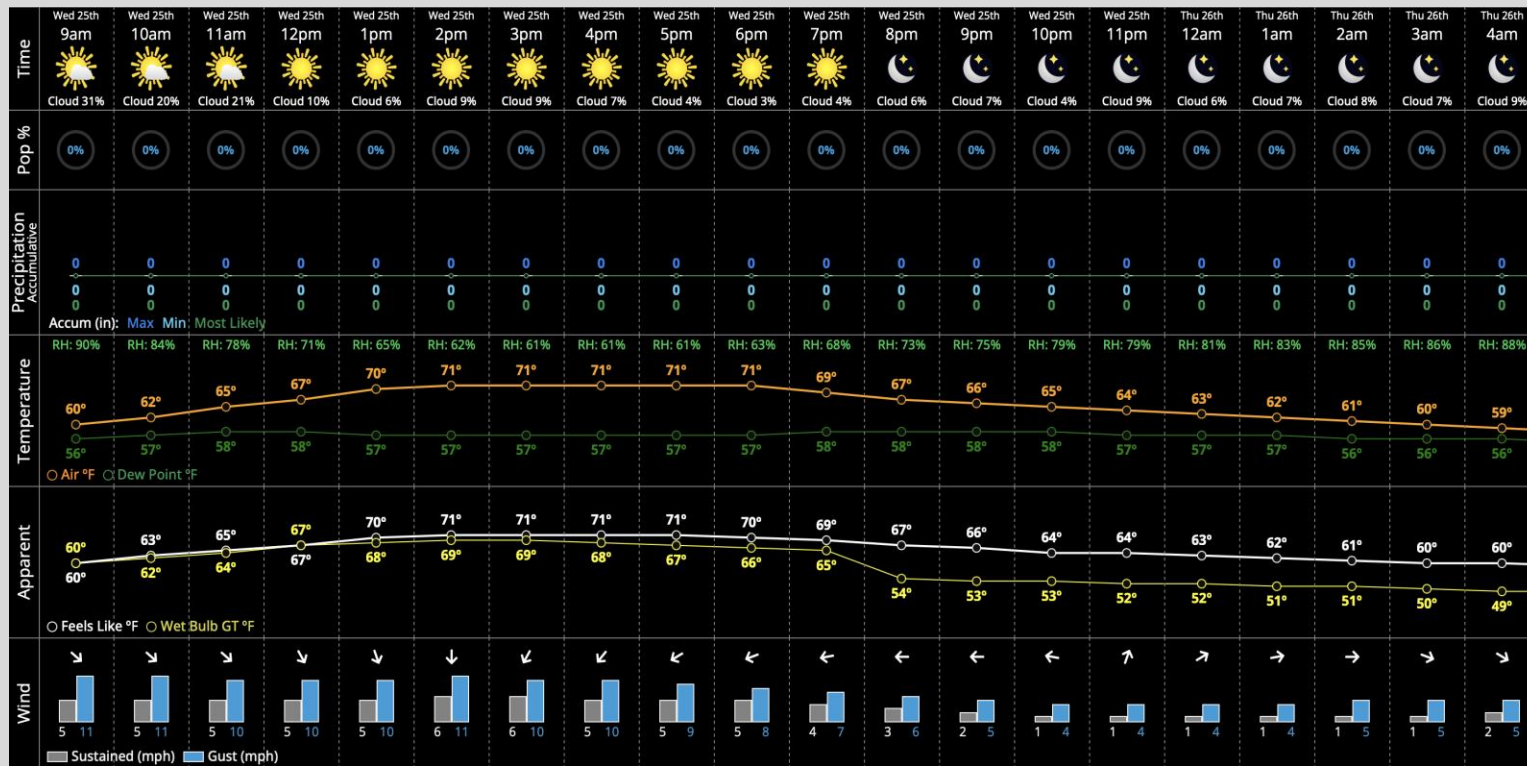 Wed 25th Wed 25th Wed 25th Wed 25th Wed 25th Wed 25th Wed 25th Wed 25th Wed 25th Wed 25th Wed 25th Wed 25th Wed 25th Wed 25th Wed 25th Thu 26th Thu 26th Thu 26th Thu 26th Thu 26th
Time 9am 10am 11am 12pm 1pm 2pm 3pm 4pm 5pm 6pm 7pm 8pm 9pm 10pm 11pm 12am 1am 2am 3am 4am
Cloud 31% Cloud 20% Cloud 21% Cloud 10% Cloud 6% Cloud 9% Cloud 9% Cloud 7% Cloud 4% Cloud 3% Cloud 4% Cloud 6% Cloud 7% Cloud 4% Cloud 9% Cloud 6% Cloud 7% Cloud 8% Cloud 7% Cloud 9%
Pop % 0% 0% 0% 0% 0% 0% 0% 0% 0% 0% 0% 0% 0% 0% 0% 0% 0% 0% 0% 0%
Precipitation
Accumulative
0 0 0 0 0 0 0 0 0 0 0 0 0 0 0 0 0 0 0 0
0 0 0 0 0 0 0 0 0 0 0 0 0 0 0 0 0 0 0 0
0 0 0 0 0 0 0 0 0 0 0 0 0 0 0 0 0 0 0 0
Accum (in): Max Min Most Likely
RH: 90% RH: 84% RH: 78% RH: 71% RH: 65% RH: 62% RH: 61% RH: 61% RH: 61% RH: 63% RH: 68% RH: 73% RH: 75% RH: 79% RH: 79% RH: 81% RH: 83% RH: 85% RH: 86% RH: 88%
Temperature
60° 62° 65° 67° 70° 71° 71° 71° 71° 71° 69° 67° 66° 65° 64° 63° 62° 61° 60° 59°
56° 57° 58° 58° 57° 57° 57° 57° 57° 57° 58° 58° 58° 58° 57° 57° 57° 56° 56° 56°
Air °F Dew Point °F
Apparent
60° 63° 65° 67° 70° 71° 71° 71° 71° 70° 69° 67° 66° 64° 64° 63° 62° 61° 60° 60°
60° 62° 64° 67° 68° 69° 69° 68° 67° 66° 65° 54° 53° 53° 52° 52° 51° 51° 50° 49°
Feels Like °F Wet Bulb GT °F
Wind
5 11 5 11 5 10 5 10 5 10 6 11 6 10 5 10 5 9 5 8 4 7 3 6 2 5 1 4 1 4 1 4 1 4 1 5 1 5 2 5
Sustained (mph) Gust (mph)